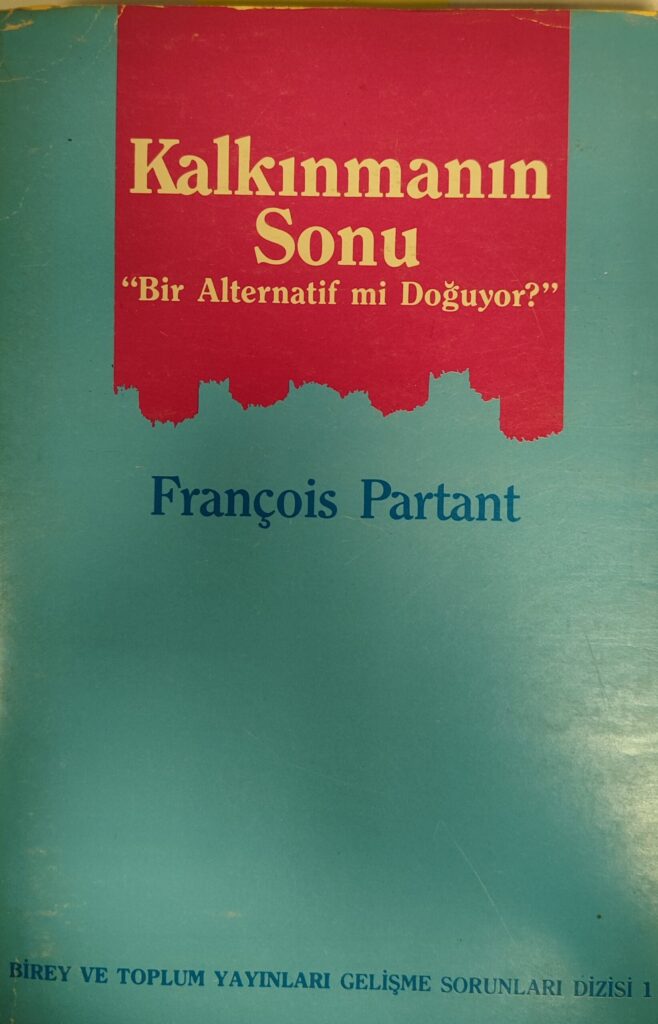 Kalkınmanın
Sonu
“Bir Alternatif mi Doğuyor?”
François Partant
BİREY VE TOPLUM YAYINLARI GELİŞME SORUNLARI DİZİSİ 1